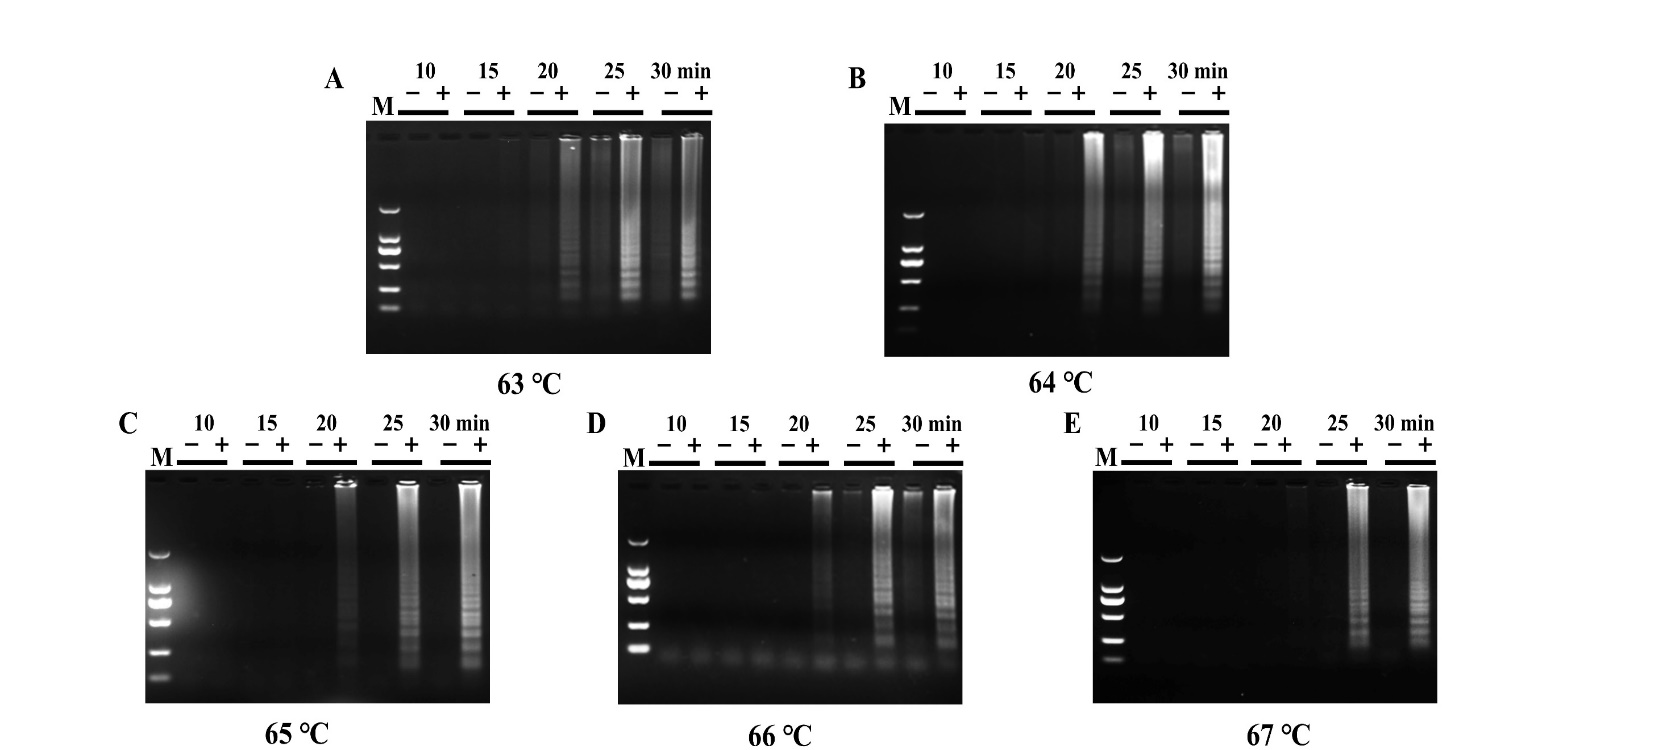 A
10 15 20 25 30 min
M − + − + − + − + − +
63 ℃
B
10 15 20 25 30 min
M − + − + − + − + − +
64 ℃
C
10 15 20 25 30 min
M − + − + − + − + − +
65 ℃
D
10 15 20 25 30 min
M − + − + − + − + − +
66 ℃
E
10 15 20 25 30 min
M − + − + − + − + − +
67 ℃